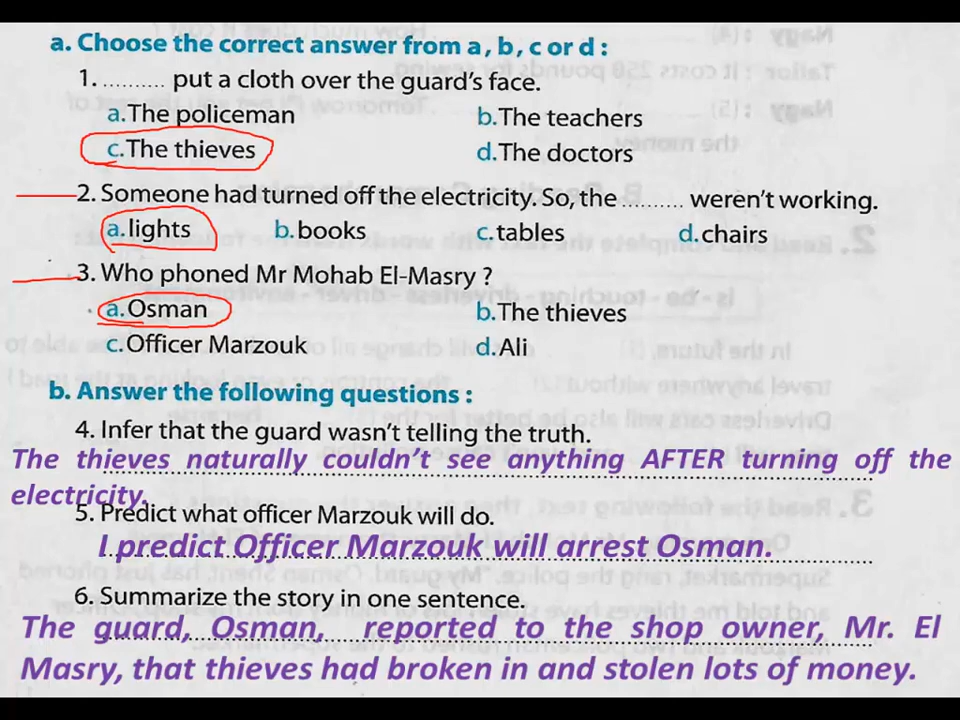 a. Choose the correct answer from a, b, c or d :
1. ......... put a cloth over the guard's face.
a. The policeman b. The teachers
c. The thieves d. The doctors
2. Someone had turned off the electricity. So, the ......... weren't working.
a. lights b. books c. tables d. chairs
3. Who phoned Mr Mohab El-Masry ?
a. Osman b. The thieves
c. Officer Marzouk d. Ali
b. Answer the following questions :
4. Infer that the guard wasn't telling the truth.
The thieves naturally couldn't see anything AFTER turning off the
electricity.
5. Predict what officer Marzouk will do.
I predict Officer Marzouk will arrest Osman.
6. Summarize the story in one sentence.
The guard, Osman, reported to the shop owner, Mr. El
Masry, that thieves had broken in and stolen lots of money.